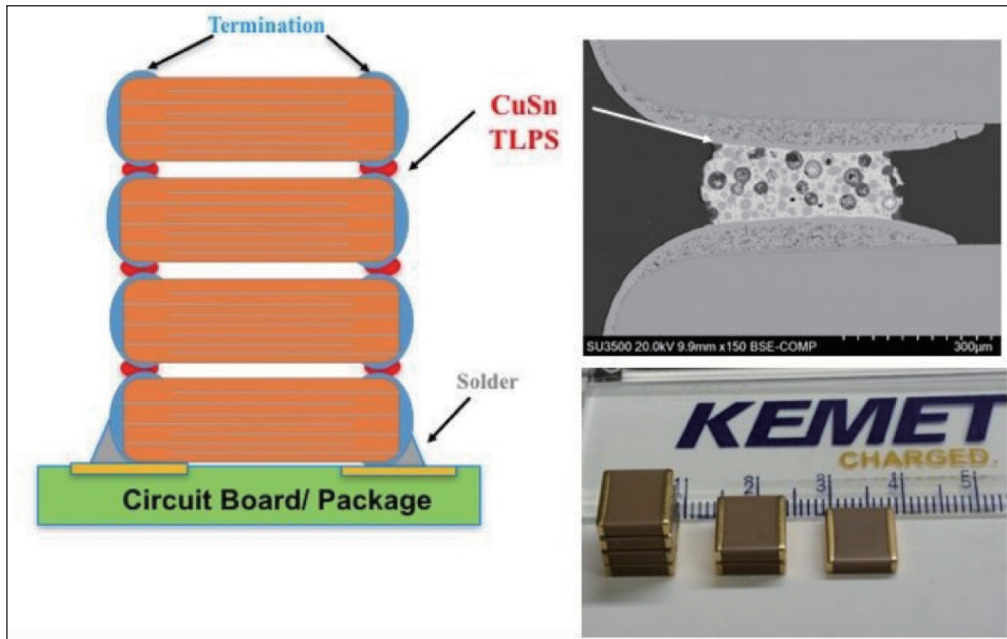 Termination
CuSn
TLPS
Solder
Circuit Board/ Package
SU3500 20.0kV 9.9mm x150 BSE-COMP
300μm
KEMET
CHARGED.
1 2 3 4 5